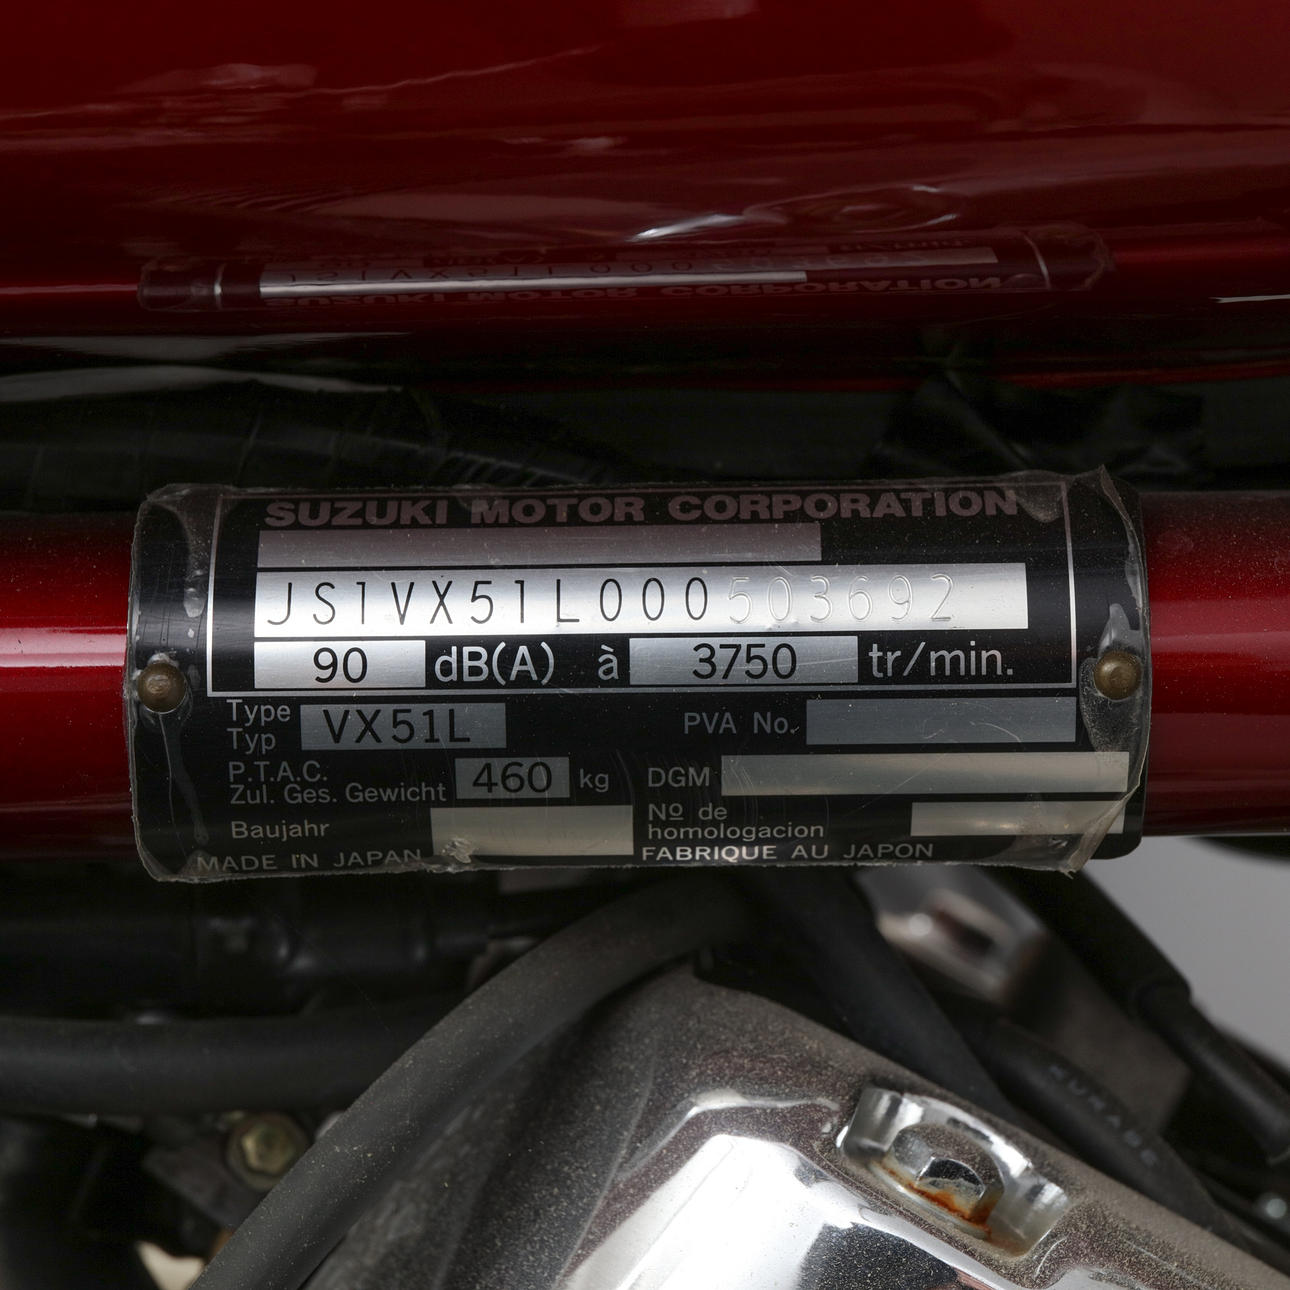 SUZUKI MOTOR CORPORATION
JS1VX51L000503692
90 dB(A) à 3750 tr/min.
Type
Typ VX51L PVA No.
P.T.A.C.
Zul. Ges. Gewicht 460 kg DGM
Baujahr Nº de
homologacion
MADE IN JAPAN FABRIQUE AU JAPON